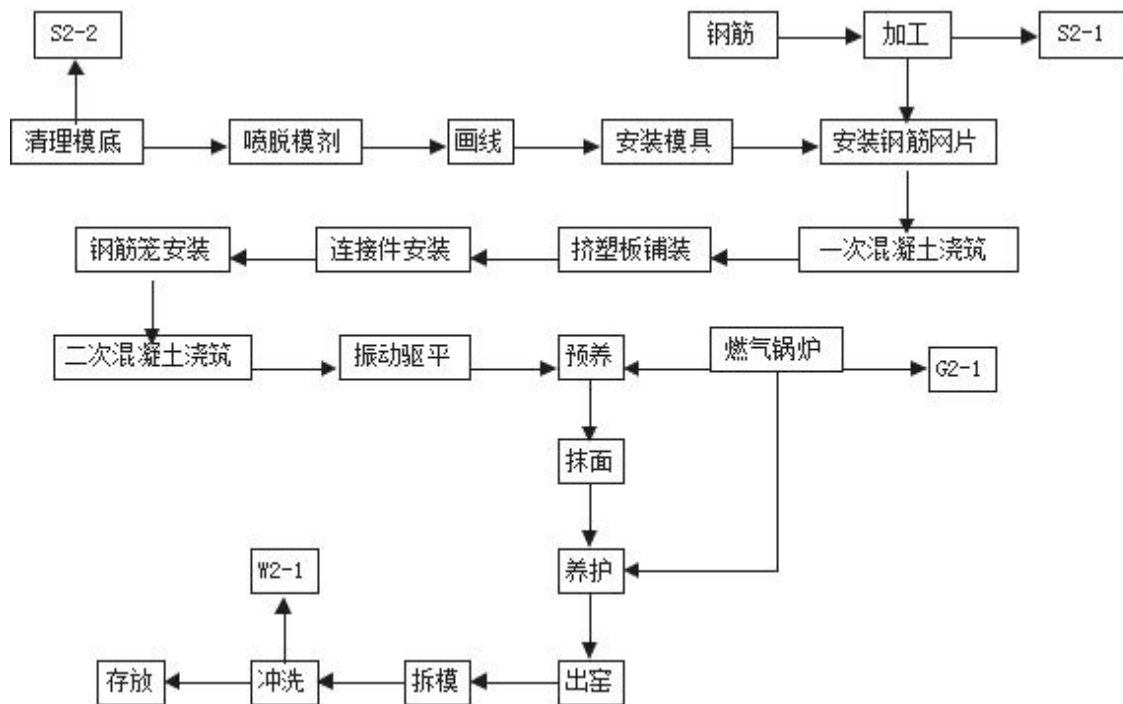 S2-2
钢筋
加工
S2-1
清理模底
喷脱模剂
画线
安装模具
安装钢筋网片
钢筋笼安装
连接件安装
挤塑板铺装
一次混凝土浇筑
二次混凝土浇筑
振动驱平
预养
燃气锅炉
G2-1
抹面
W2-1
养护
存放
冲洗
拆模
出窑